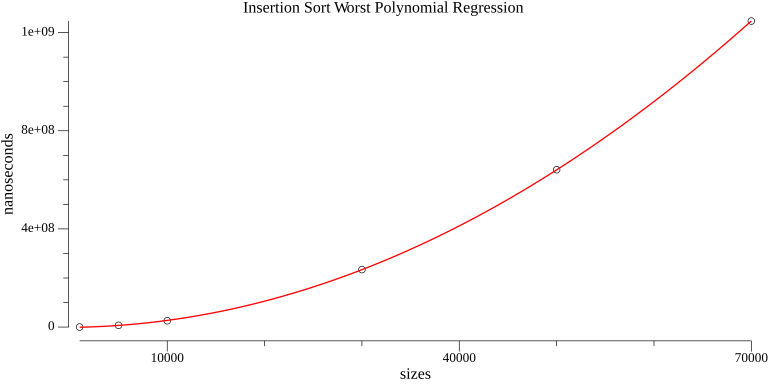 Insertion Sort Worst Polynomial Regression
nanoseconds
1e+09
8e+08
4e+08
0
10000 40000 70000
sizes